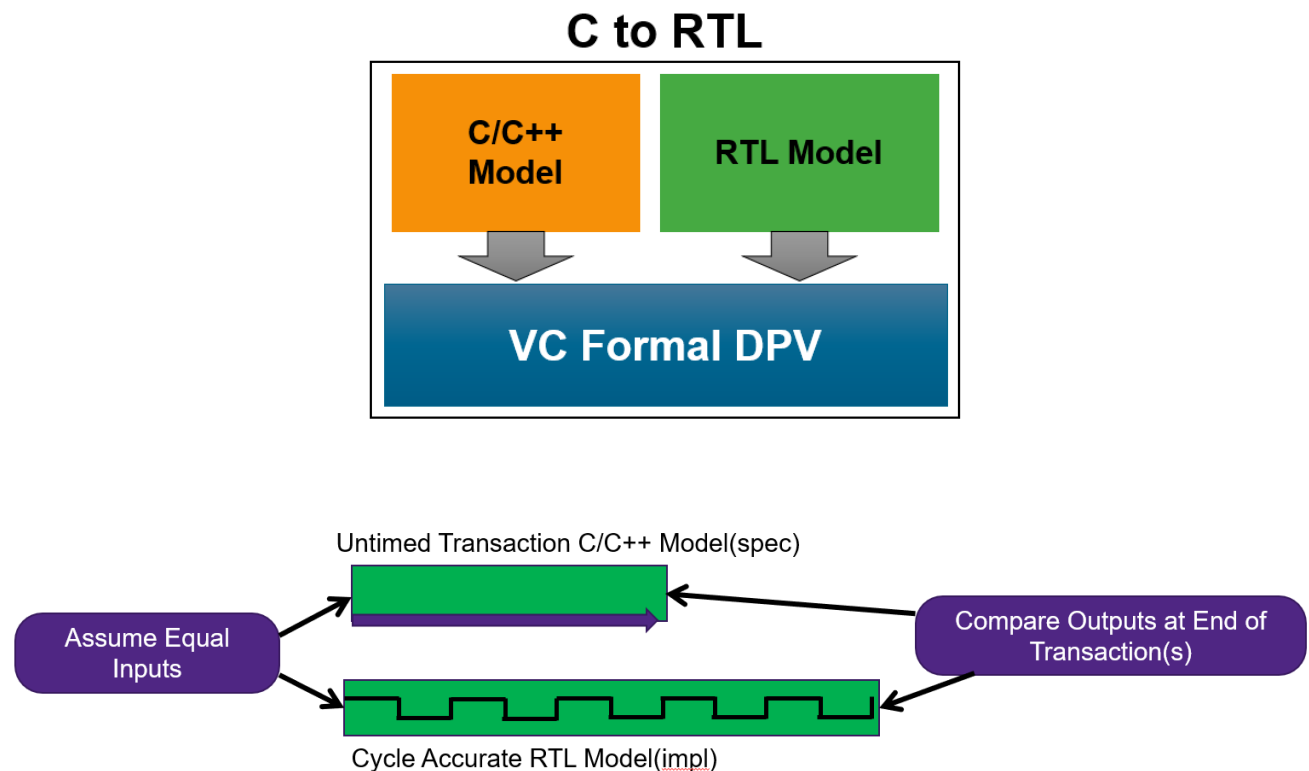 C to RTL
C/C++
Model
RTL Model
VC Formal DPV
Untimed Transaction C/C++ Model(spec)
Assume Equal
Inputs
Compare Outputs at End of
Transaction(s)
Cycle Accurate RTL Model(impl)